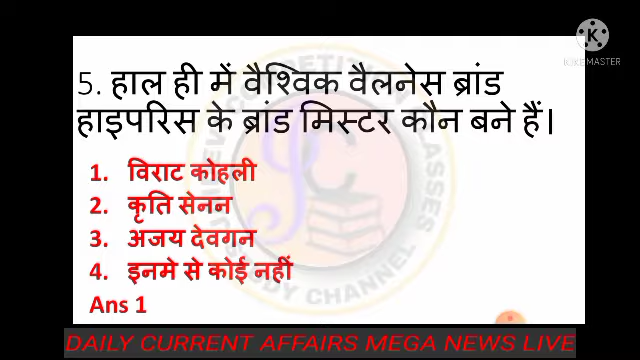 KINEMASTER
5. हाल ही में वैश्विक वैलनेस ब्रांड
हाइपरिस के ब्रांड मिस्टर कौन बने हैं।
1. विराट कोहली
2. कृति सेनन
3. अजय देवगन
4. इनमे से कोई नहीं
Ans 1
DAILY CURRENT AFFAIRS MEGA NEWS LIVE